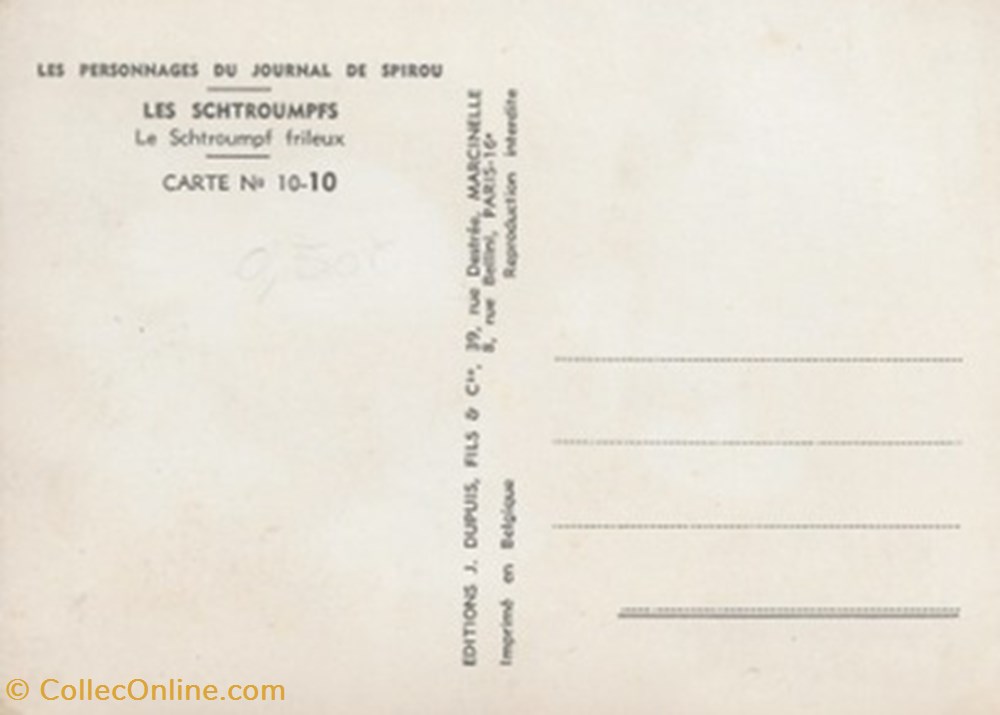 LES PERSONNAGES DU JOURNAL DE SPIROU
LES SCHTROUMPFS
Le Schtroumpf frileux
CARTE Nº 10-10
EDITIONS J. DUPUIS, FILS & Cie, 39, rue Destrée, MARCINELLE
8, rue Bellini, PARIS-16e
Imprimé en Belgique
Reproduction interdite
© CollecOnline.com